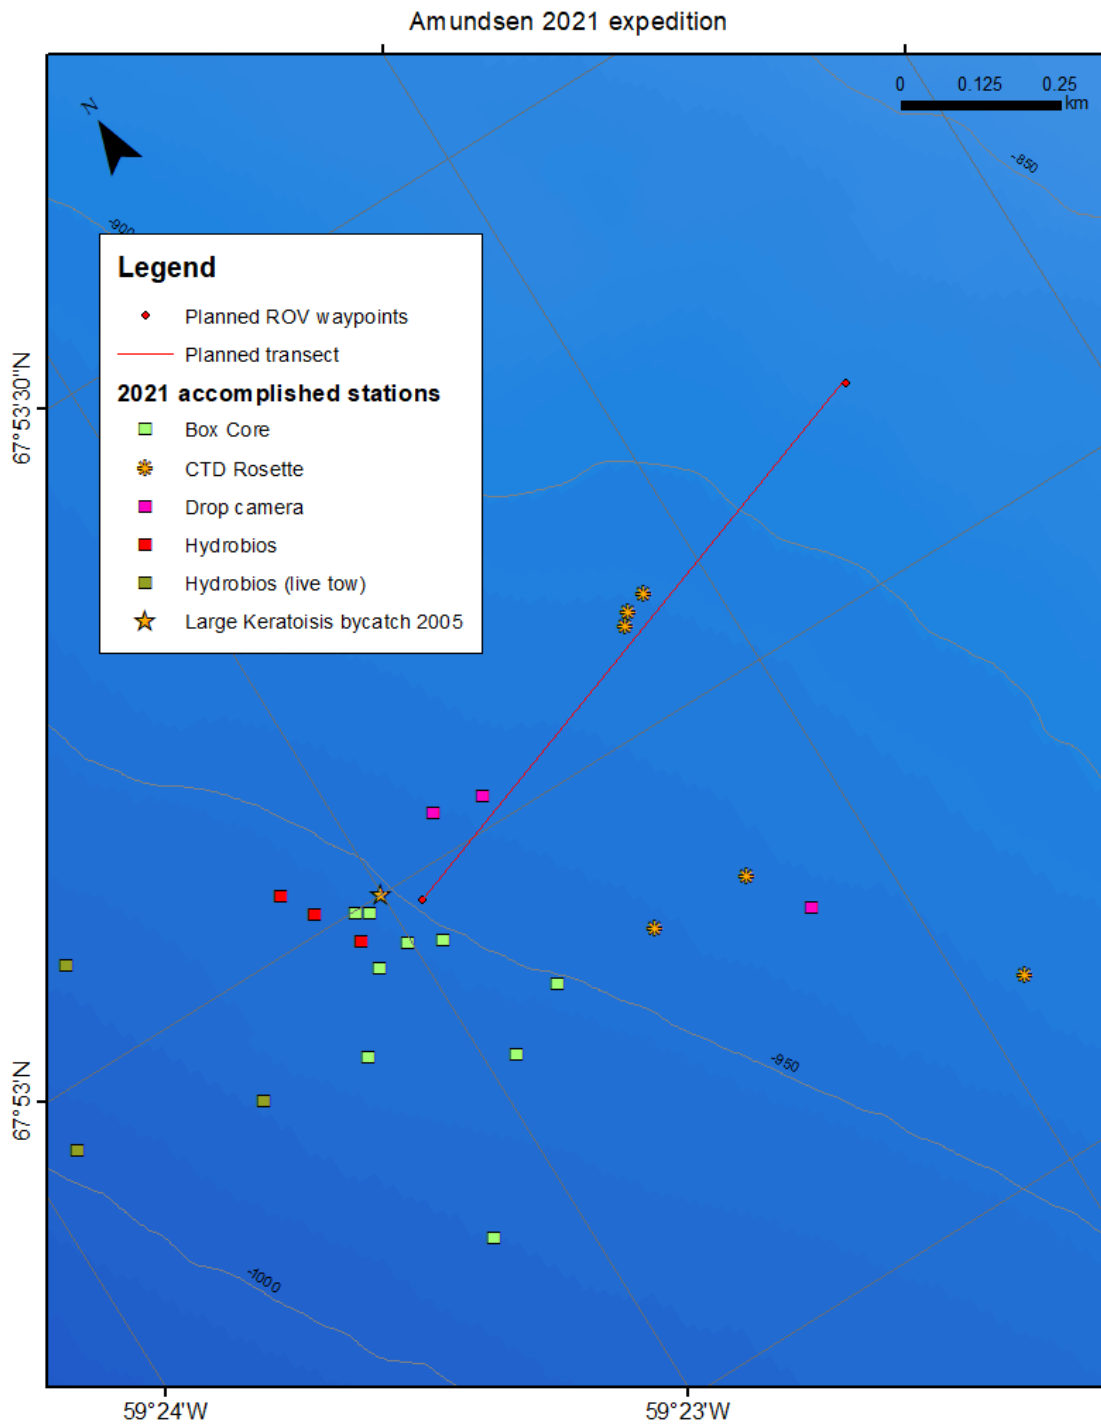 Amundsen 2021 expedition
0 0.125 0.25
km
N
-850
-900
Legend
Planned ROV waypoints
Planned transect
2021 accomplished stations
Box Core
CTD Rosette
Drop camera
Hydrobios
Hydrobios (live tow)
Large Keratoisis bycatch 2005
67°53'30"N
67°53'N
-950
-1000
59°24'W 59°23'W